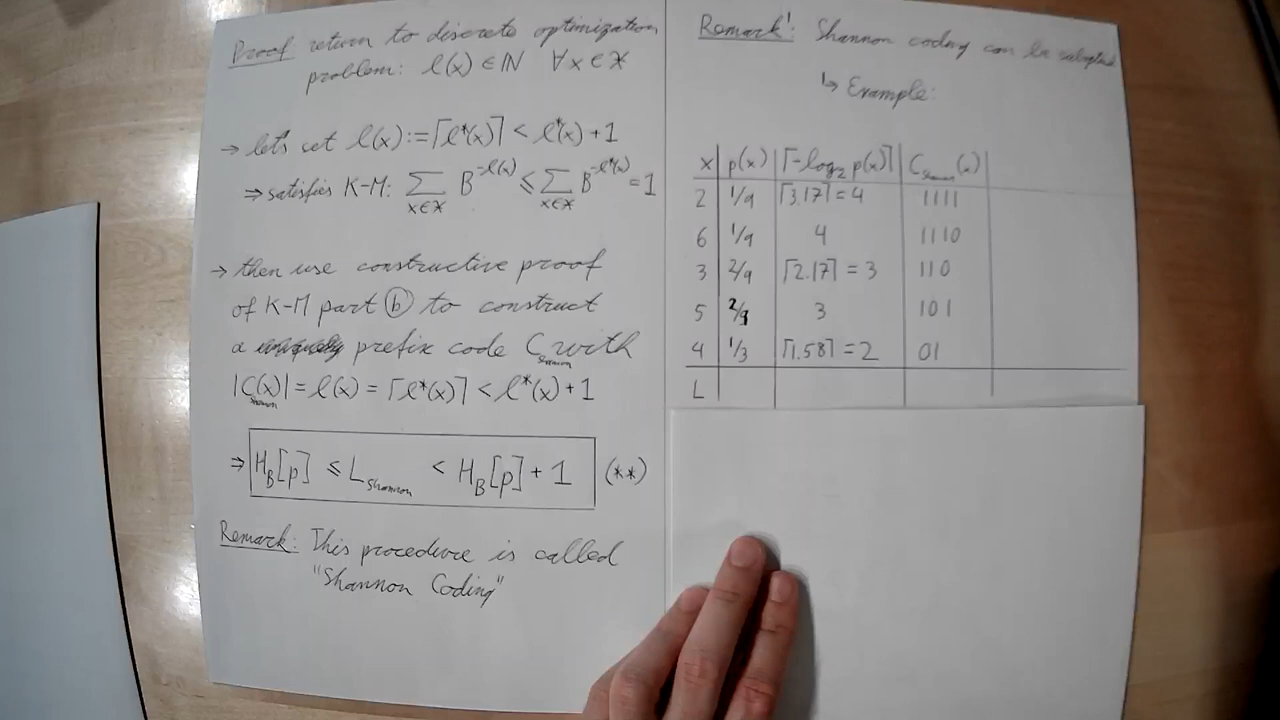 Proof return to discrete optimization
problem: l(x) ∈ ℕ ∀ x ∈ 𝒳
→ let's set l(x) := ⌈l*(x)⌉ < l*(x) + 1
⇒ satisfies K-M: ∑_{x∈𝒳} B^{-l(x)} ≤ ∑_{x∈𝒳} B^{-l*(x)} = 1
→ then use constructive proof
of K-M part ⓑ to construct
a prefix code C_Shannon with
|C_Shannon(x)| = l(x) = ⌈l*(x)⌉ < l*(x) + 1
⇒ H_B[p] ≤ L_Shannon < H_B[p] + 1 (**)
Remark: This procedure is called
"Shannon Coding"
Remark: Shannon coding can be suboptimal
↳ Example:
x p(x) ⌈-log₂ p(x)⌉ C_Shannon(x)
2 1/9 ⌈3.17⌉ = 4 1111
6 1/9 4 1110
3 2/9 ⌈2.17⌉ = 3 110
5 2/9 3 101
4 1/3 ⌈1.58⌉ = 2 01
L